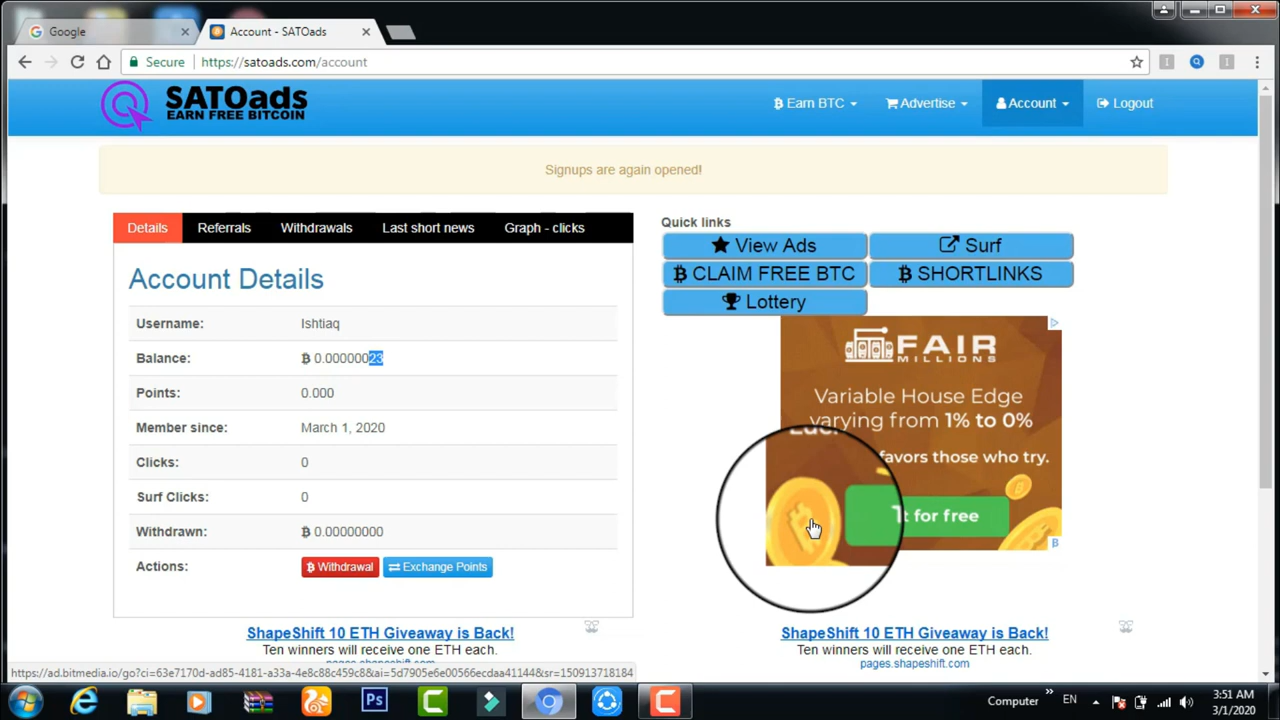 Google
Account - SATOads
Secure https://satoads.com/account
SATOads
EARN FREE BITCOIN
Earn BTC
Advertise
Account
Logout
Signups are again opened!
Details Referrals Withdrawals Last short news Graph - clicks
Quick links
View Ads Surf
CLAIM FREE BTC SHORTLINKS
Lottery
Account Details
Username: Ishtiaq
Balance: ฿ 0.00000023
Points: 0.000
Member since: March 1, 2020
Clicks: 0
Surf Clicks: 0
Withdrawn: ฿ 0.00000000
Actions: Withdrawal Exchange Points
FAIR
MILLIONS
Variable House Edge
varying from 1% to 0%
favors those who try.
t for free
B
ShapeShift 10 ETH Giveaway is Back!
Ten winners will receive one ETH each.
pages.shapeshift.com
ShapeShift 10 ETH Giveaway is Back!
Ten winners will receive one ETH each.
pages.shapeshift.com
https://ad.bitmedia.io/go?ci=63e7170d-ad85-4181-a33a-4e8c88c459c8&ai=5d7905e6e00566ecdaa41144&sr=150913718184
Ps
Computer
EN
3:51 AM
3/1/2020